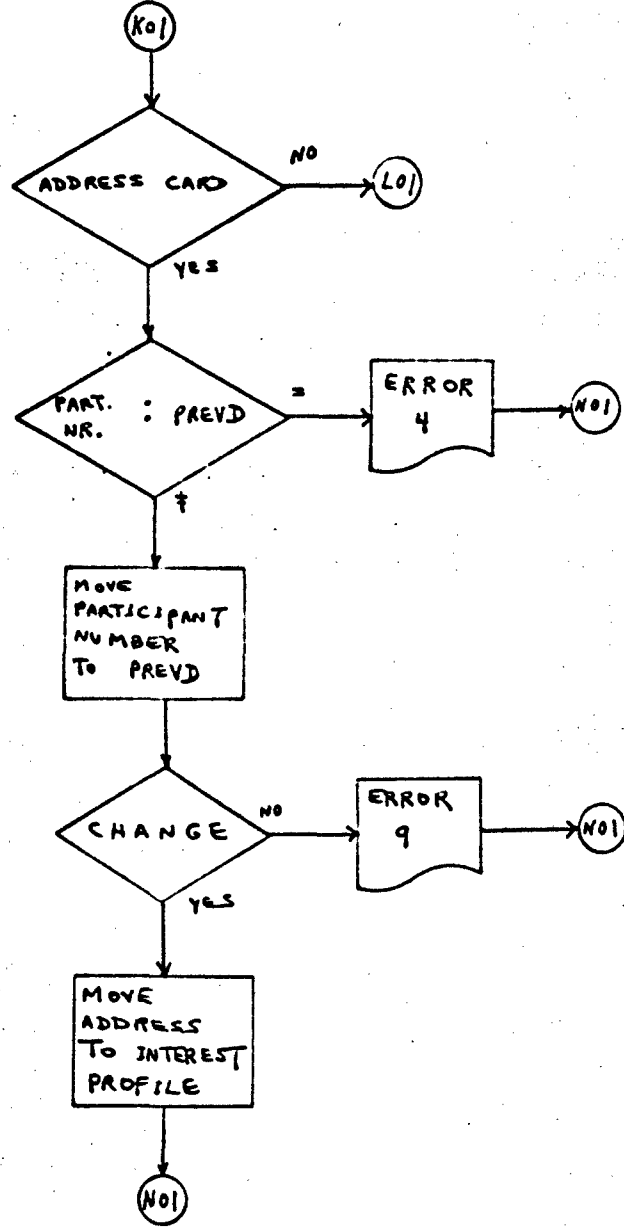 K01
NO
ADDRESS CARD
L01
YES
PART. : PREVD
NR.
=
ERROR
4
N01
≠
MOVE
PARTICIPANT
NUMBER
TO PREVD
CHANGE
NO
ERROR
9
N01
YES
MOVE
ADDRESS
TO INTEREST
PROFILE
N01